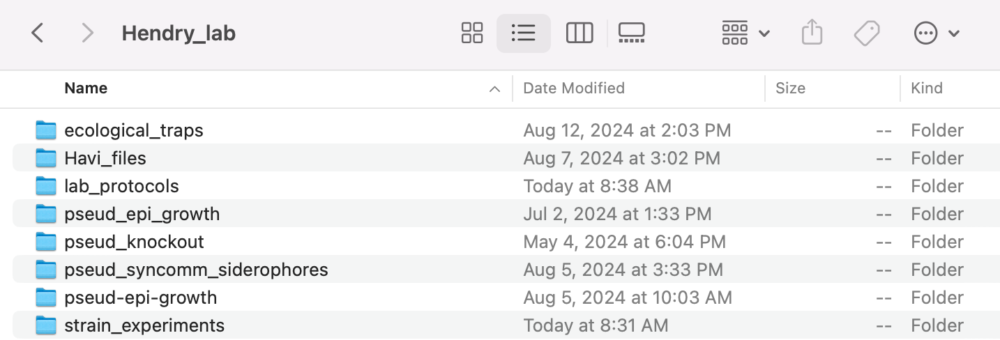 Hendry_lab
Name Date Modified Size Kind
ecological_traps Aug 12, 2024 at 2:03 PM -- Folder
Havi_files Aug 7, 2024 at 3:02 PM -- Folder
lab_protocols Today at 8:38 AM -- Folder
pseud_epi_growth Jul 2, 2024 at 1:33 PM -- Folder
pseud_knockout May 4, 2024 at 6:04 PM -- Folder
pseud_syncomm_siderophores Aug 5, 2024 at 3:33 PM -- Folder
pseud-epi-growth Aug 5, 2024 at 10:03 AM -- Folder
strain_experiments Today at 8:31 AM -- Folder